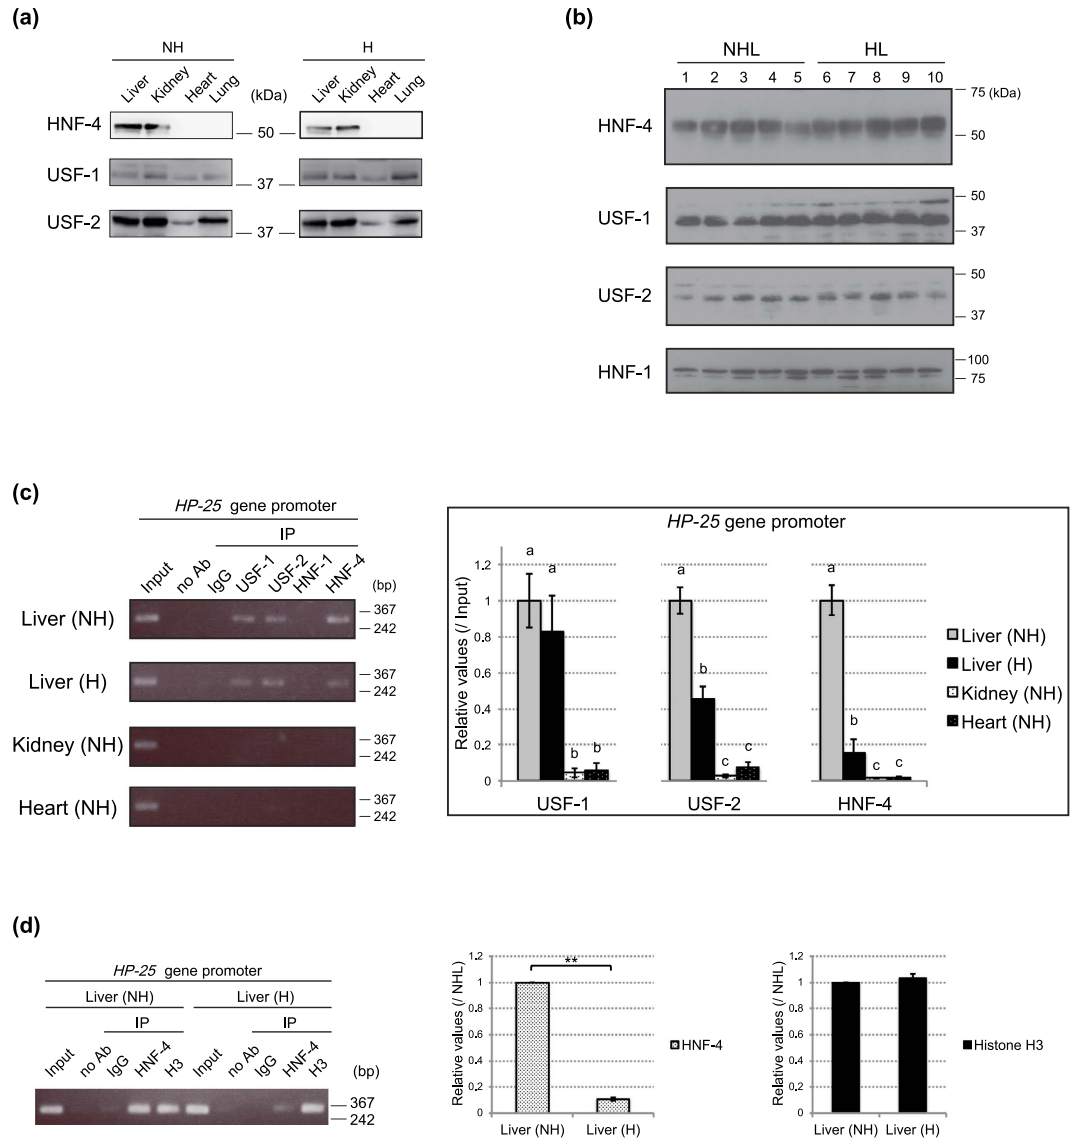 (a)
NH
H
Liver Kidney Heart Lung (kDa) Liver Kidney Heart Lung
HNF-4
50
USF-1
37
USF-2
37
(b)
NHL HL
1 2 3 4 5 6 7 8 9 10
75 (kDa)
HNF-4
50
50
USF-1
37
50
USF-2
37
100
HNF-1
75
(c)
HP-25 gene promoter
IP
Input no Ab IgG USF-1 USF-2 HNF-1 HNF-4 (bp)
Liver (NH)
367
242
Liver (H)
367
242
Kidney (NH)
367
242
Heart (NH)
367
242
HP-25 gene promoter
Relative values (/ Input)
1.2
1
0.8
0.6
0.4
0.2
0
a a b b
a b c c
a b c c
USF-1 USF-2 HNF-4
Liver (NH)
Liver (H)
Kidney (NH)
Heart (NH)
(d)
HP-25 gene promoter
Liver (NH) Liver (H)
IP IP
Input no Ab IgG HNF-4 H3 Input no Ab IgG HNF-4 H3 (bp)
367
242
Relative values (/ NHL)
1.2
1
0.8
0.6
0.4
0.2
0
**
Liver (NH) Liver (H)
HNF-4
Relative values (/ NHL)
1.2
1
0.8
0.6
0.4
0.2
0
Liver (NH) Liver (H)
Histone H3